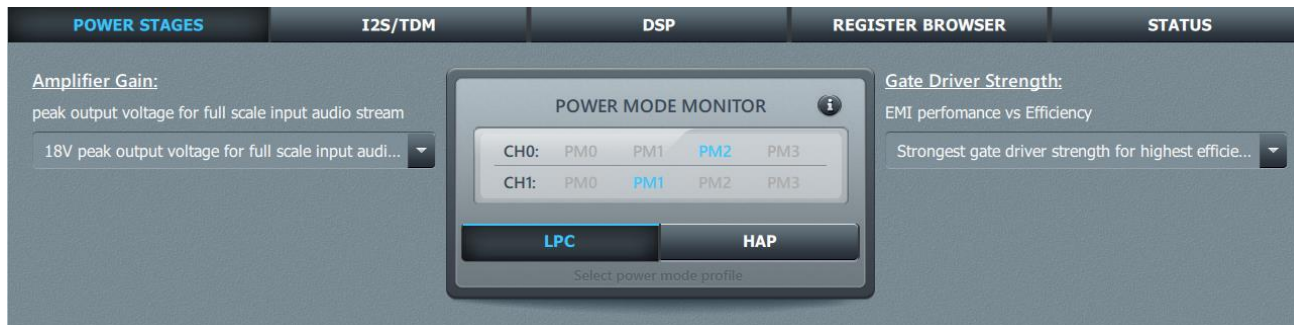 POWER STAGES
I2S/TDM
DSP
REGISTER BROWSER
STATUS
Amplifier Gain:
peak output voltage for full scale input audio stream
18V peak output voltage for full scale input audi...
POWER MODE MONITOR
i
CH0: PM0 PM1 PM2 PM3
CH1: PM0 PM1 PM2 PM3
LPC
HAP
Select power mode profile
Gate Driver Strength:
EMI perfomance vs Efficiency
Strongest gate driver strength for highest efficie...